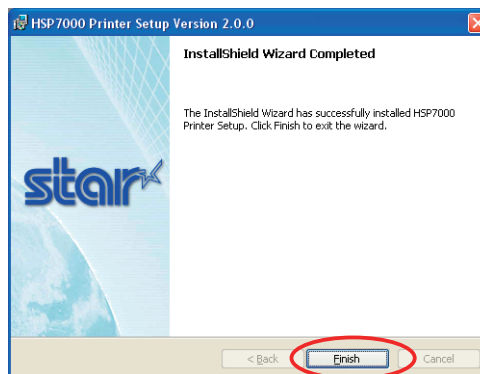 HSP7000 Printer Setup Version 2.0.0
InstallShield Wizard Completed
The InstallShield Wizard has successfully installed HSP7000
Printer Setup. Click Finish to exit the wizard.
star
< Back
Finish
Cancel